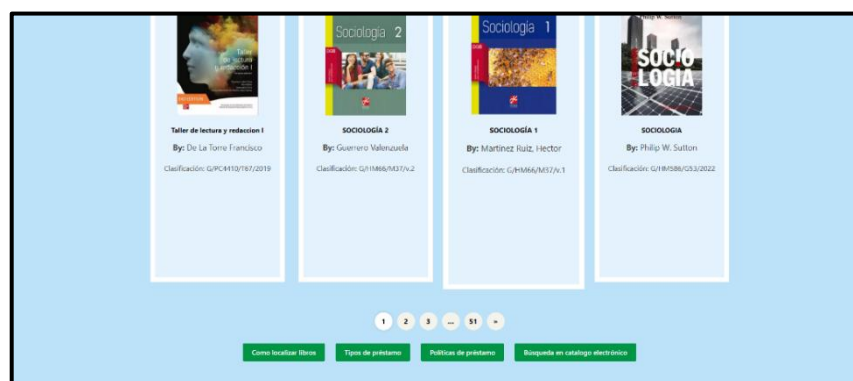 Taller
de lectura
y redacción I
Sociología 2
Sociología 1
Philip W. Sutton
SOCIO
LOGÍA
Taller de lectura y redaccion I
SOCIOLOGÍA 2
SOCIOLOGÍA 1
SOCIOLOGIA
By: De La Torre Francisco
By: Guerrero Valenzuela
By: Martinez Ruiz, Hector
By: Philip W. Sutton
Clasificación: G/PC4410/T67/2019
Clasificación: G/HM66/M37/v.2
Clasificación: G/HM66/M37/v.1
Clasificación: G/HM586/G53/2022
1 2 3 ... 51 »
Como localizar libros
Tipos de préstamo
Políticas de préstamo
Búsqueda en catalogo electrónico